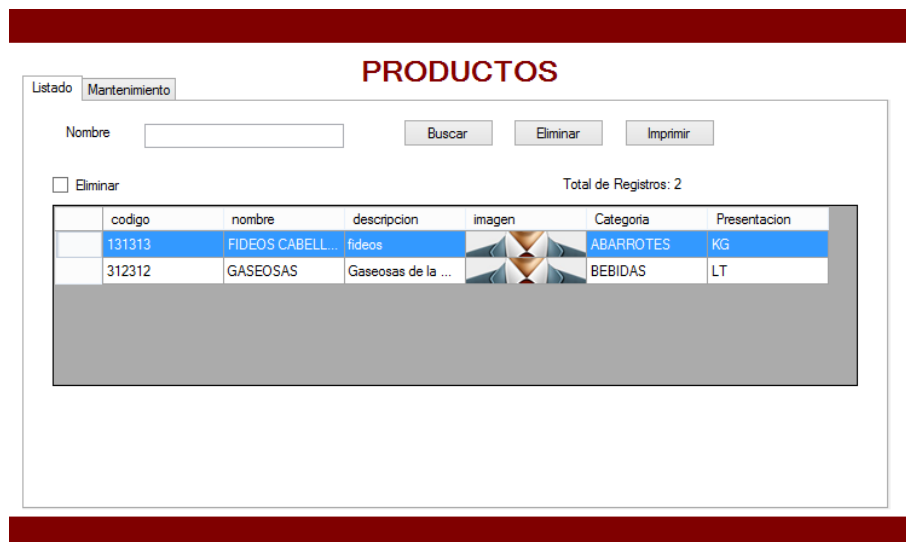 PRODUCTOS
Listado Mantenimiento
Nombre Buscar Eliminar Imprimir
Eliminar Total de Registros: 2
codigo nombre descripcion imagen Categoria Presentacion
131313 FIDEOS CABELL... fideos ABARROTES KG
312312 GASEOSAS Gaseosas de la ... BEBIDAS LT